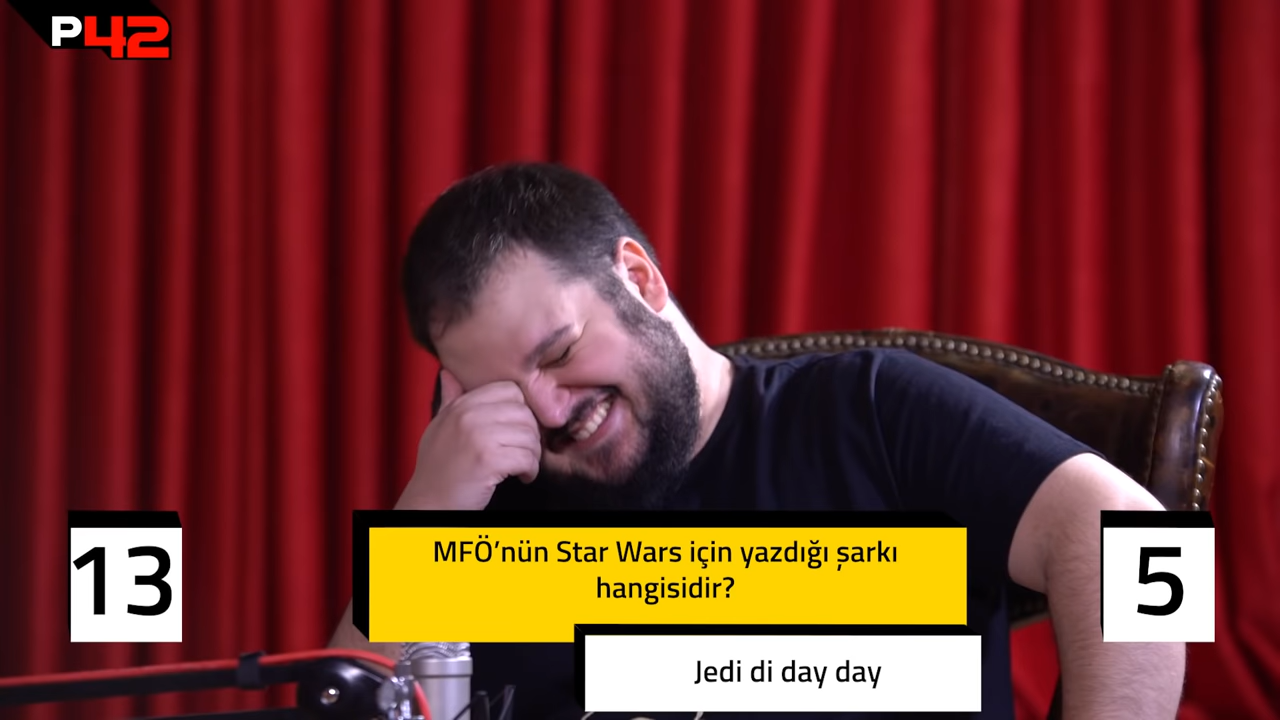 P42
13
MFÖ’nün Star Wars için yazdığı şarkı
hangisidir?
5
Jedi di day day